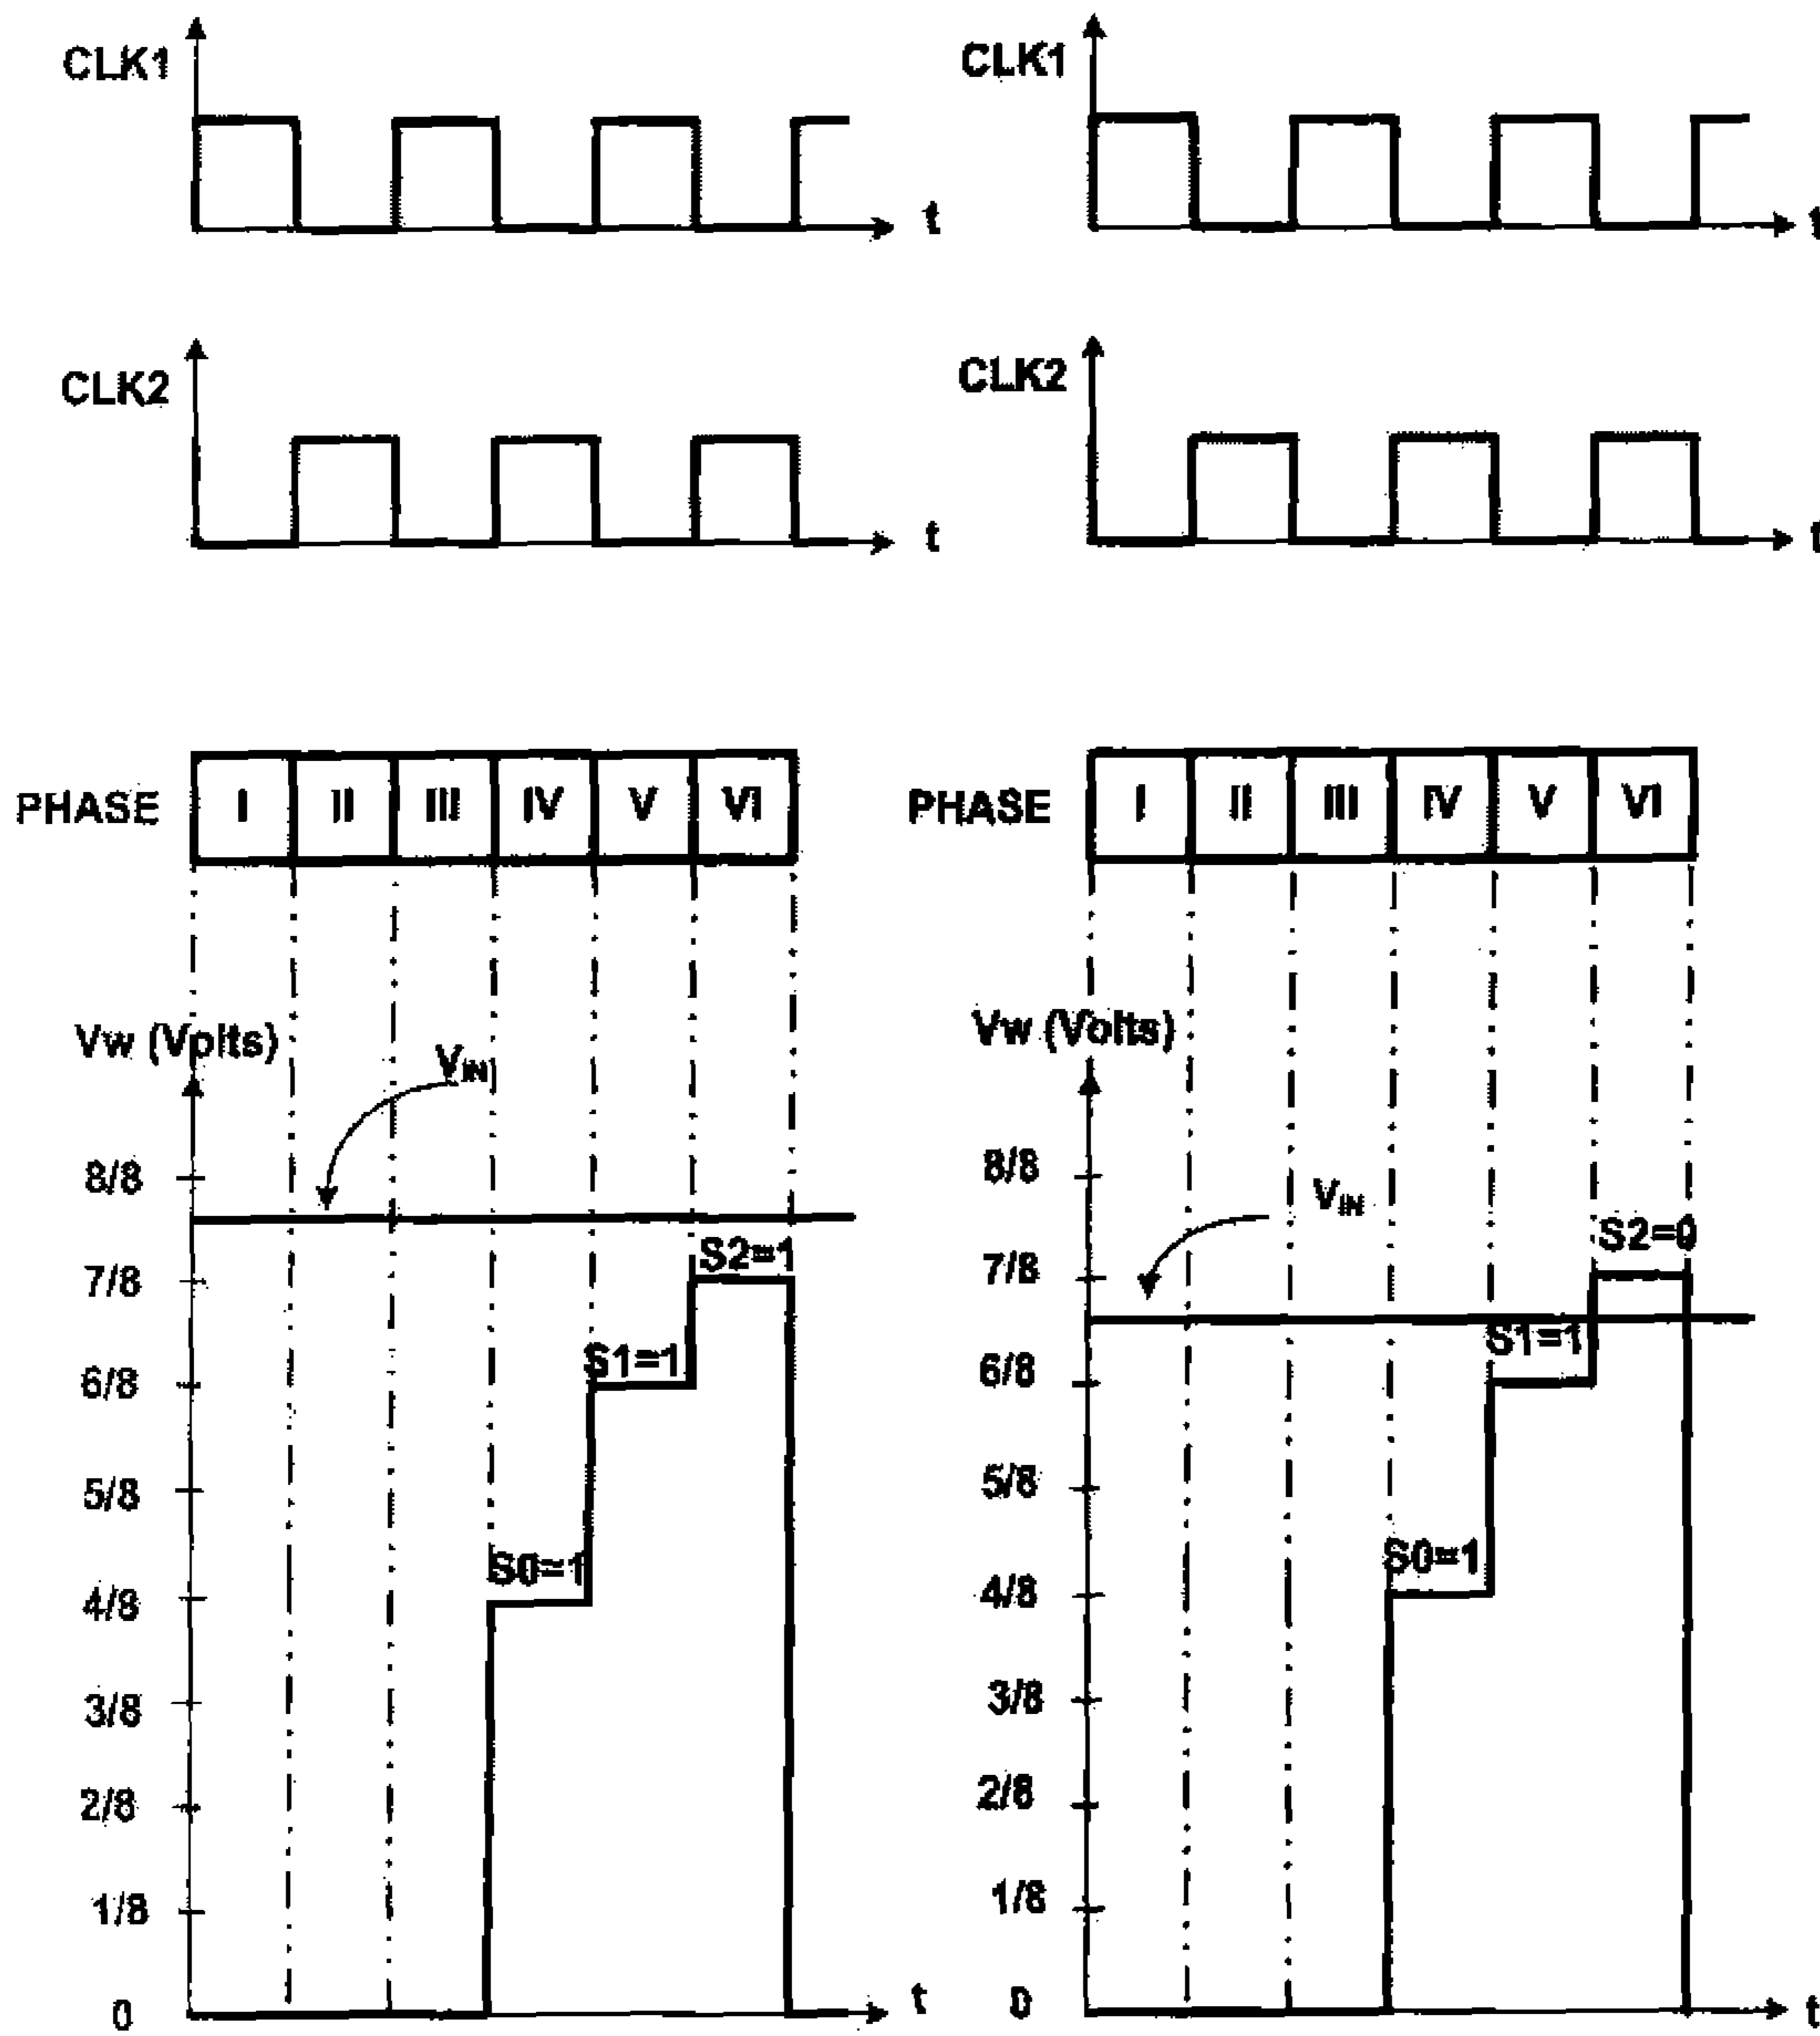 CLK1
t
CLK2
t
PHASE I II III IV V VI
Vw (Volts)
VIN
8/8
7/8
6/8
5/8
4/8
3/8
2/8
1/8
0
S2=1
S1=1
S0=1
t
CLK1
t
CLK2
t
PHASE I II III IV V VI
Vw (Volts)
VIN
8/8
7/8
6/8
5/8
4/8
3/8
2/8
1/8
0
S2=0
S1=1
S0=1
t